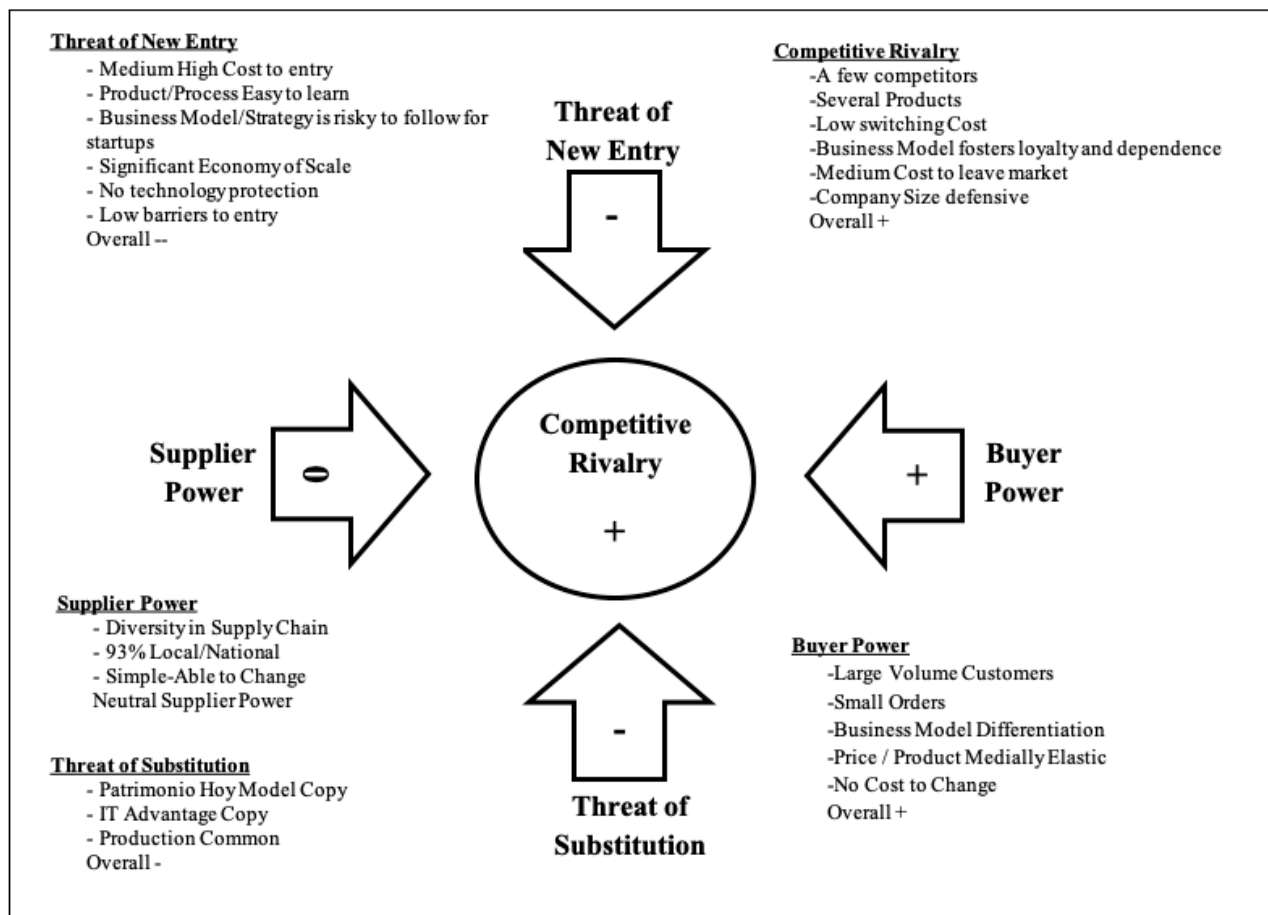 Threat of New Entry
- Medium High Cost to entry
- Product/Process Easy to learn
- Business Model/Strategy is risky to follow for
startups
- Significant Economy of Scale
- No technology protection
- Low barriers to entry
Overall --
Threat of
New Entry
-
Competitive Rivalry
-A few competitors
-Several Products
-Low switching Cost
-Business Model fosters loyalty and dependence
-Medium Cost to leave market
-Company Size defensive
Overall +
Supplier
Power
0
Competitive
Rivalry
+
+
Buyer
Power
Supplier Power
- Diversity in Supply Chain
- 93% Local/National
- Simple-Able to Change
Neutral Supplier Power
Threat of Substitution
- Patrimonio Hoy Model Copy
- IT Advantage Copy
- Production Common
Overall -
-
Threat of
Substitution
Buyer Power
-Large Volume Customers
-Small Orders
-Business Model Differentiation
-Price / Product Medially Elastic
-No Cost to Change
Overall +